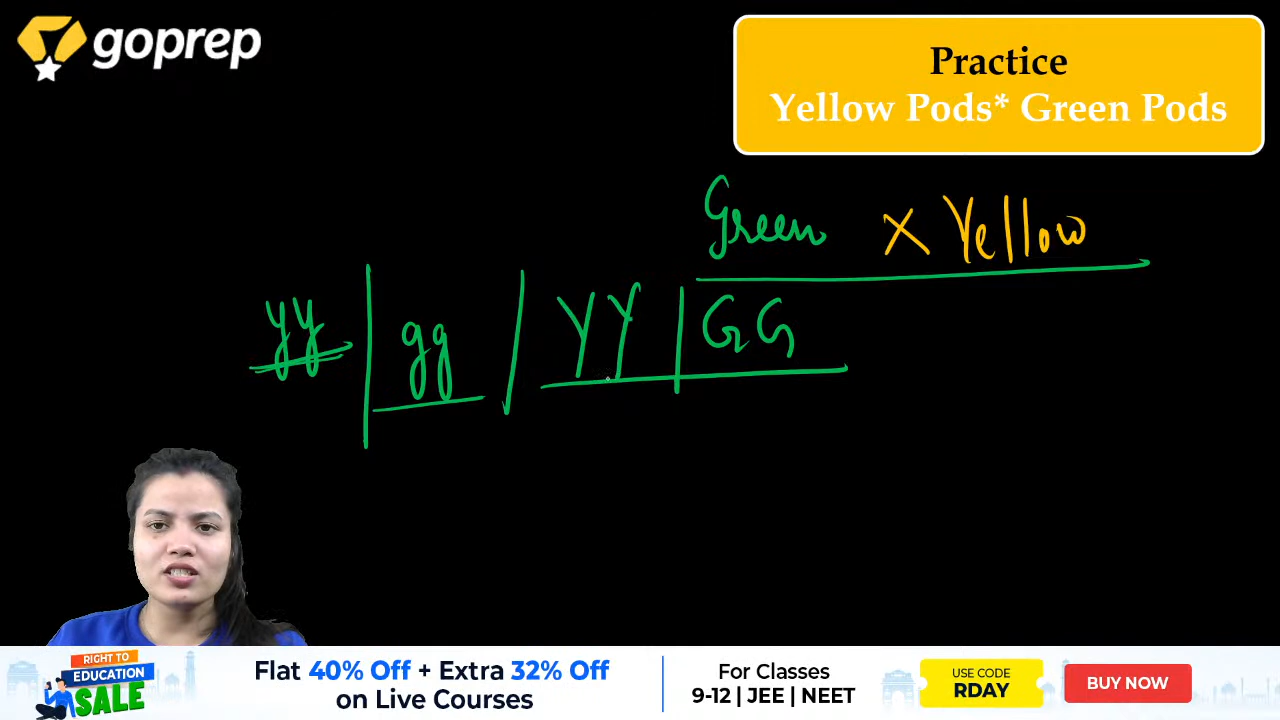 goprep
Practice
Yellow Pods* Green Pods
Green X Yellow
yy | gg | YY | GG
RIGHT TO
EDUCATION
SALE
Flat 40% Off + Extra 32% Off
on Live Courses
For Classes
9-12 | JEE | NEET
USE CODE
RDAY
BUY NOW